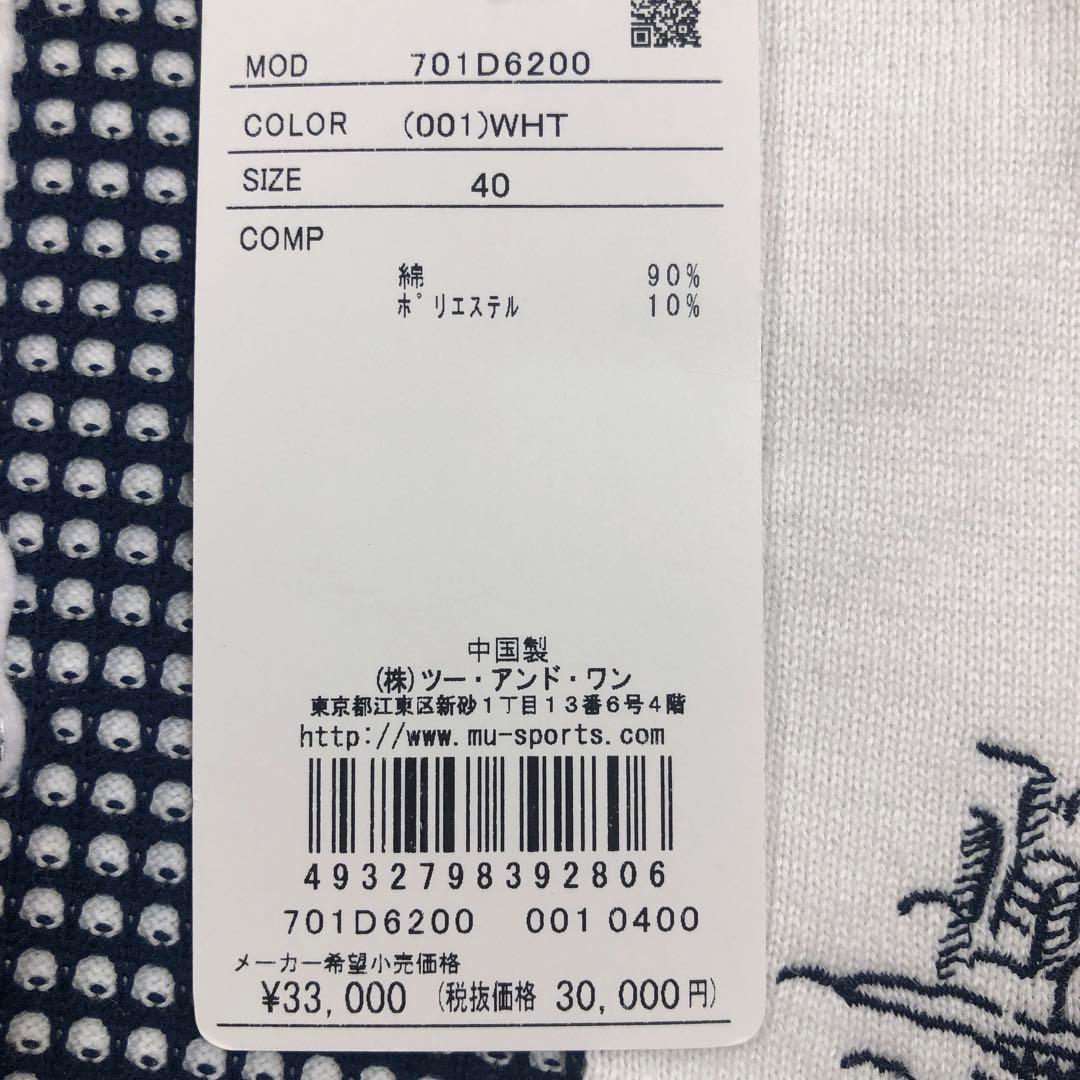 MOD 701D6200
COLOR (001)WHT
SIZE 40
COMP
綿 90%
ポリエステル 10%
中国製
(株)ツー・アンド・ワン
東京都江東区新砂1丁目13番6号4階
http://www.mu-sports.com
4932798392806
701D6200 001 0400
メーカー希望小売価格
¥33,000 (税抜価格 30,000円)